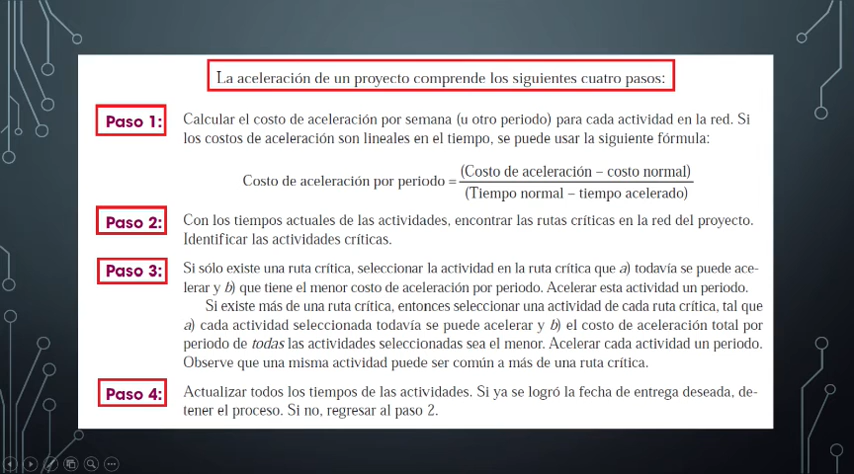 La aceleración de un proyecto comprende los siguientes cuatro pasos:
Paso 1:
Calcular el costo de aceleración por semana (u otro periodo) para cada actividad en la red. Si
los costos de aceleración son lineales en el tiempo, se puede usar la siguiente fórmula:
Costo de aceleración por periodo = (Costo de aceleración – costo normal)
(Tiempo normal – tiempo acelerado)
Paso 2:
Con los tiempos actuales de las actividades, encontrar las rutas críticas en la red del proyecto.
Identificar las actividades críticas.
Paso 3:
Si sólo existe una ruta crítica, seleccionar la actividad en la ruta crítica que a) todavía se puede ace-
lerar y b) que tiene el menor costo de aceleración por periodo. Acelerar esta actividad un periodo.
Si existe más de una ruta crítica, entonces seleccionar una actividad de cada ruta crítica, tal que
a) cada actividad seleccionada todavía se puede acelerar y b) el costo de aceleración total por
periodo de todas las actividades seleccionadas sea el menor. Acelerar cada actividad un periodo.
Observe que una misma actividad puede ser común a más de una ruta crítica.
Paso 4:
Actualizar todos los tiempos de las actividades. Si ya se logró la fecha de entrega deseada, de-
tener el proceso. Si no, regresar al paso 2.